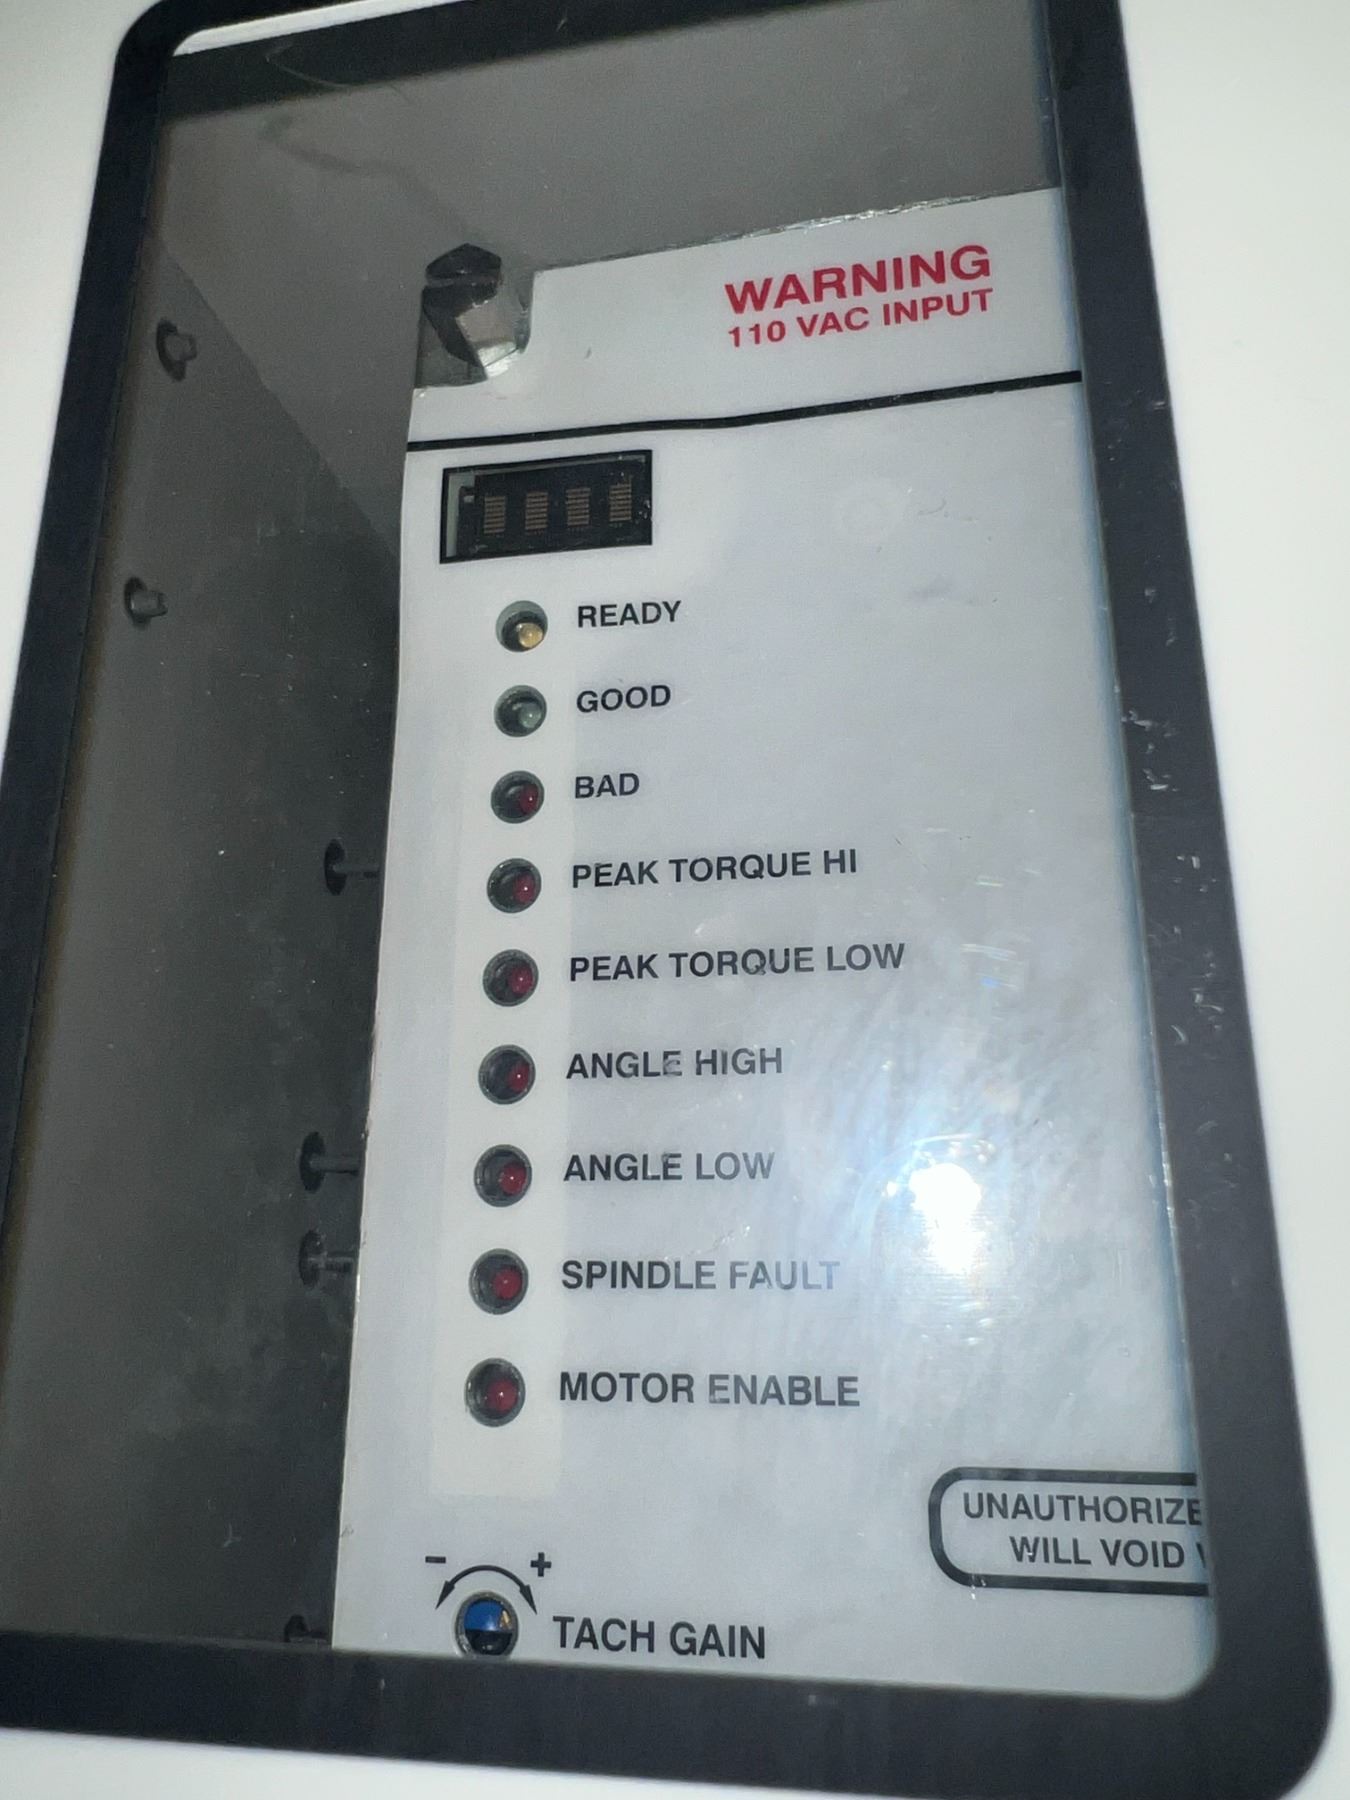 WARNING
110 VAC INPUT
READY
GOOD
BAD
PEAK TORQUE HI
PEAK TORQUE LOW
ANGLE HIGH
ANGLE LOW
SPINDLE FAULT
MOTOR ENABLE
UNAUTHORIZE
WILL VOID
- +
TACH GAIN